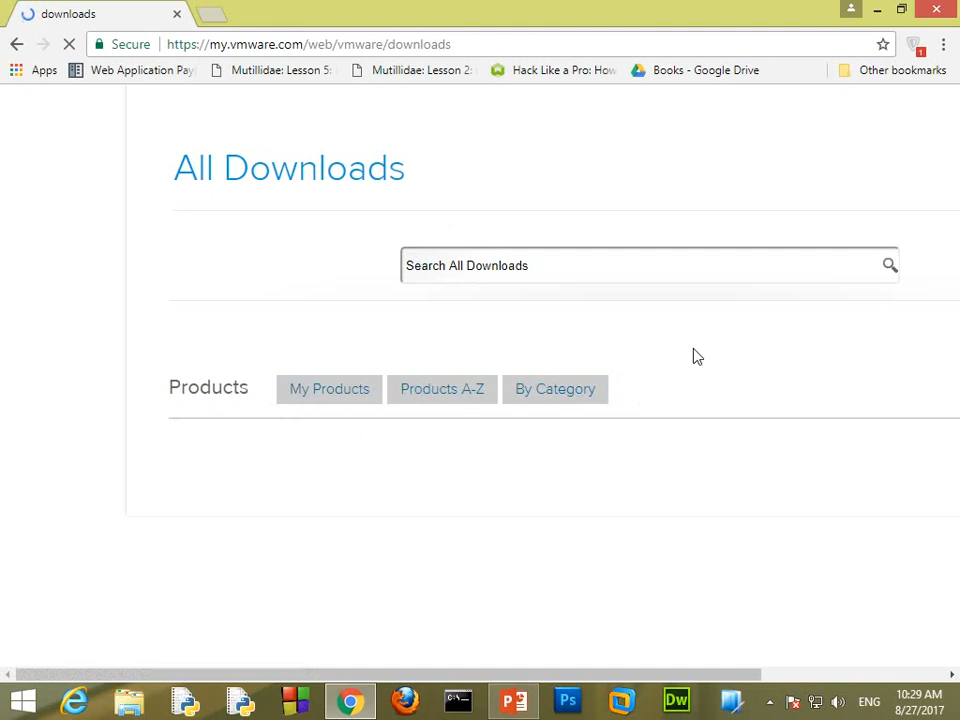 downloads
Secure https://my.vmware.com/web/vmware/downloads
Apps Web Application Pay Mutillidae: Lesson 5: Mutillidae: Lesson 2: Hack Like a Pro: How Books - Google Drive Other bookmarks
All Downloads
Search All Downloads
Products My Products Products A-Z By Category
ENG 10:29 AM
8/27/2017